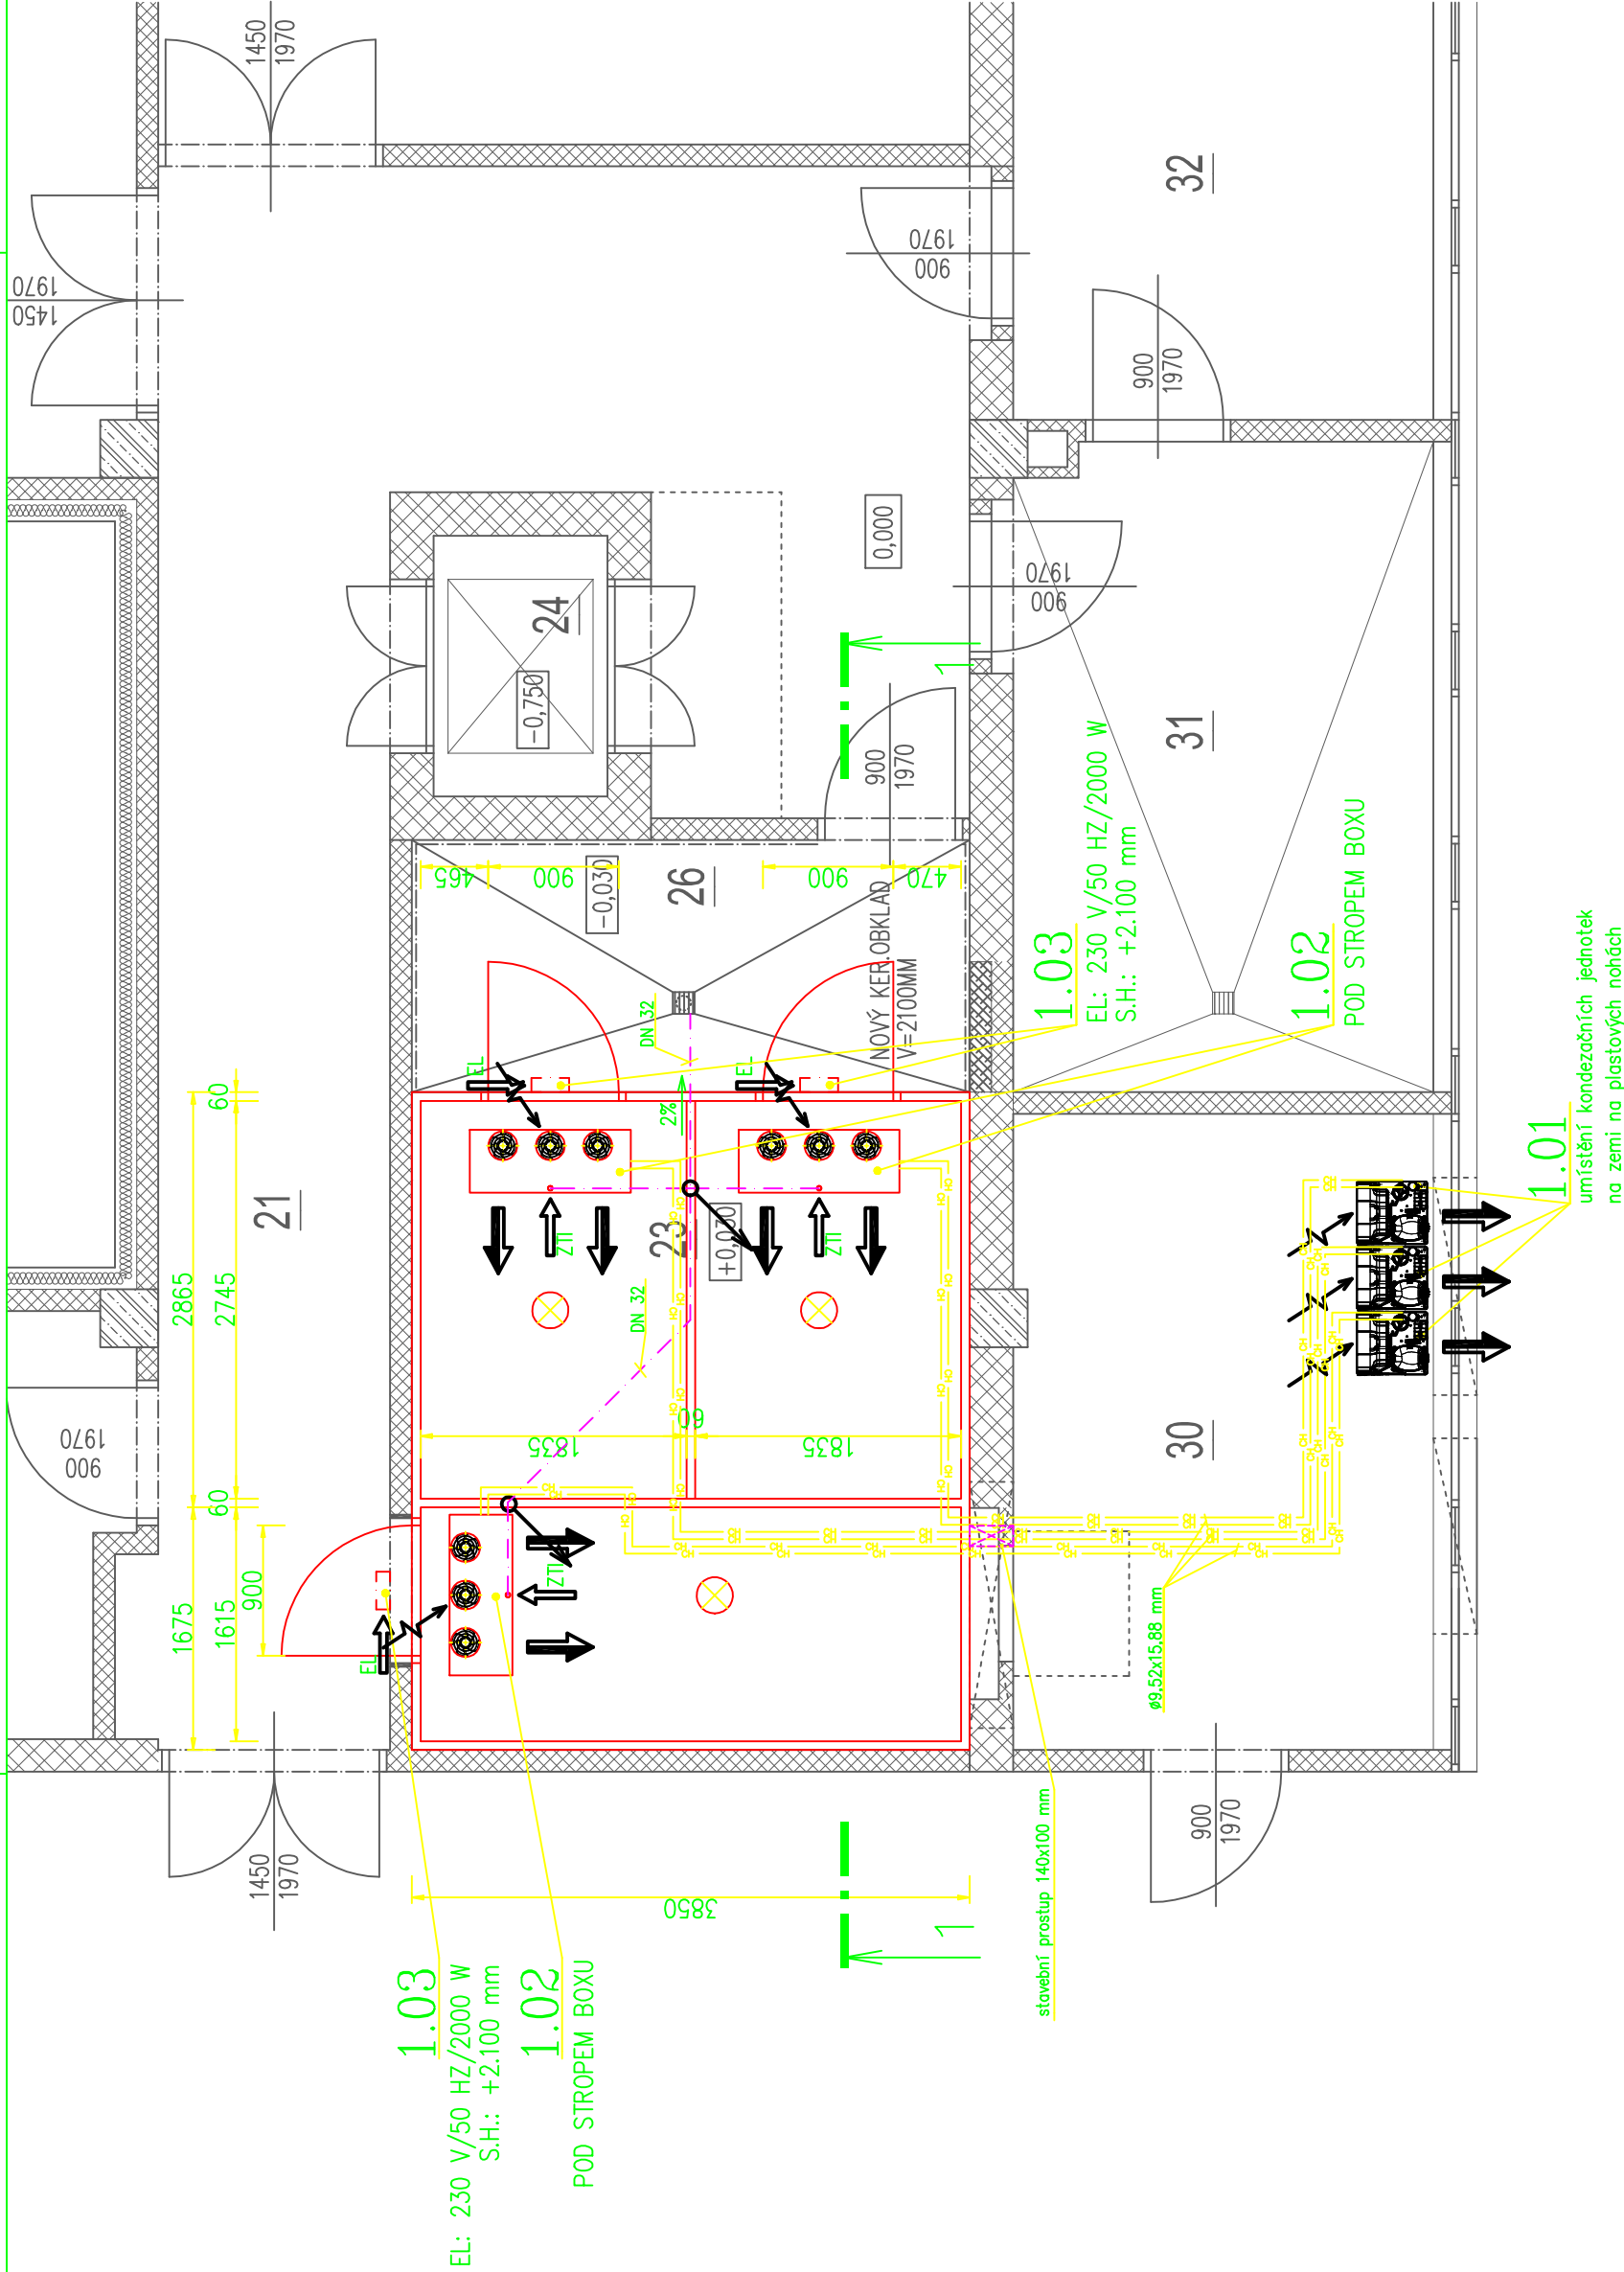 1450
1970
1450
1970
32
900
1970
900
1970
24
-0,750
0,000
900
1970
1
31
900
1970
26
-0,030
465
900
900
470
NOVÝ KER.OBKLAD
V=2100MM
1.03
EL: 230 V/50 HZ/2000 W
S.H.: +2.100 mm
1.02
POD STROPEM BOXU
1.01
umístění kondezačních jednotek
na zemi na plastových nohách
21
60
2865
2745
60
1675
1615
900
EL
EL
EL
DN 32
2%
23
+0,030
ZTI
ZTI
ZTI
DN 32
60
1835
1835
30
900
1970
ø9,52x15,88 mm
stavební prostup 140x100 mm
900
1970
1450
1970
3850
1
1.03
EL: 230 V/50 HZ/2000 W
S.H.: +2.100 mm
1.02
POD STROPEM BOXU